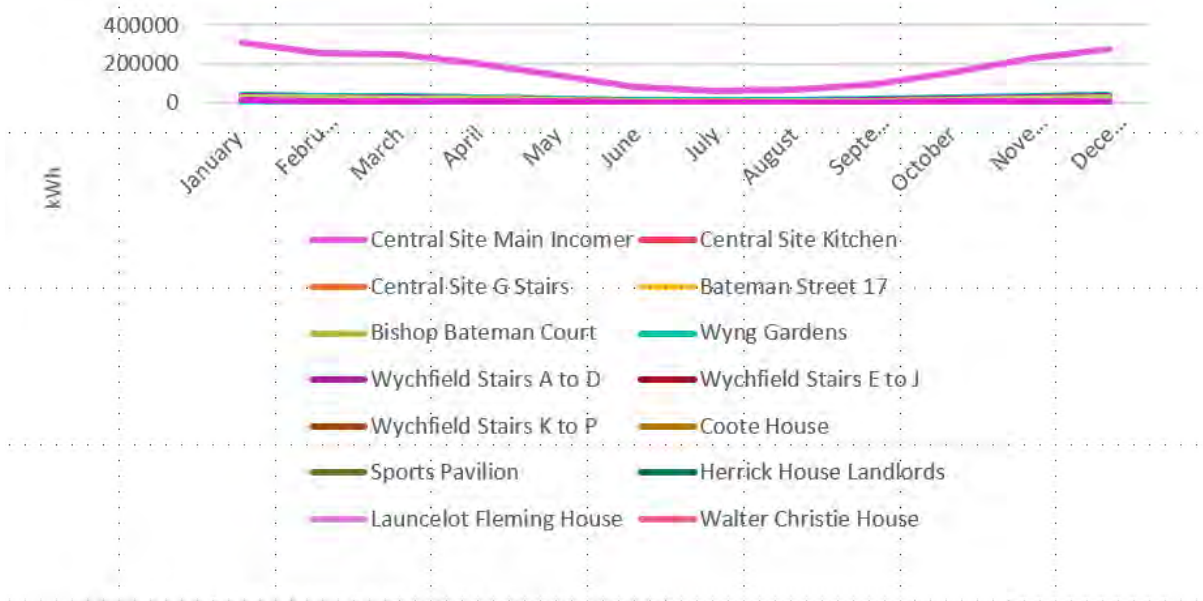 400000
200000
0
kWh
January
Febru...
March
April
May
June
July
August
Septe...
October
Nove...
Dece...
Central Site Main Incomer Central Site Kitchen
Central Site G Stairs Bateman Street 17
Bishop Bateman Court Wyng Gardens
Wychfield Stairs A to D Wychfield Stairs E to J
Wychfield Stairs K to P Coote House
Sports Pavilion Herrick House Landlords
Launcelot Fleming House Walter Christie House